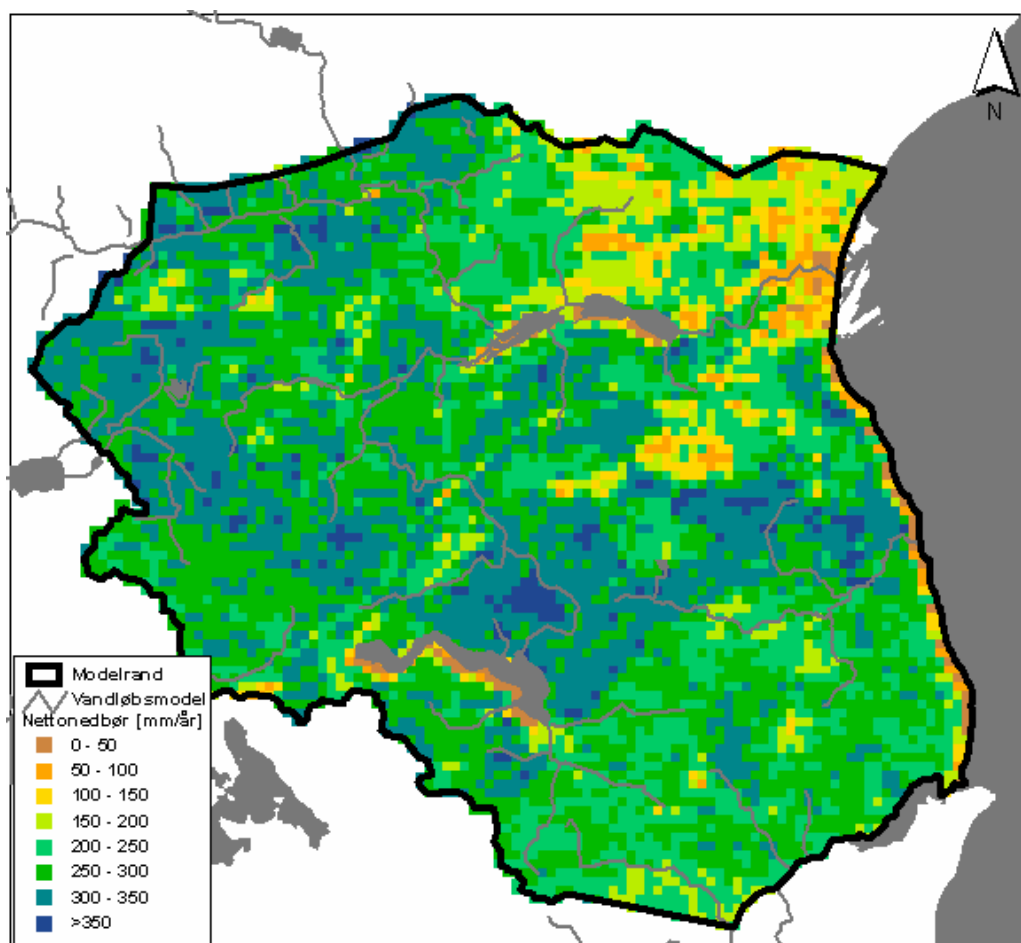 N
Modelrand
Vandløbsmodel
Nettonedbør [mm/år]
0 - 50
50 - 100
100 - 150
150 - 200
200 - 250
250 - 300
300 - 350
>350